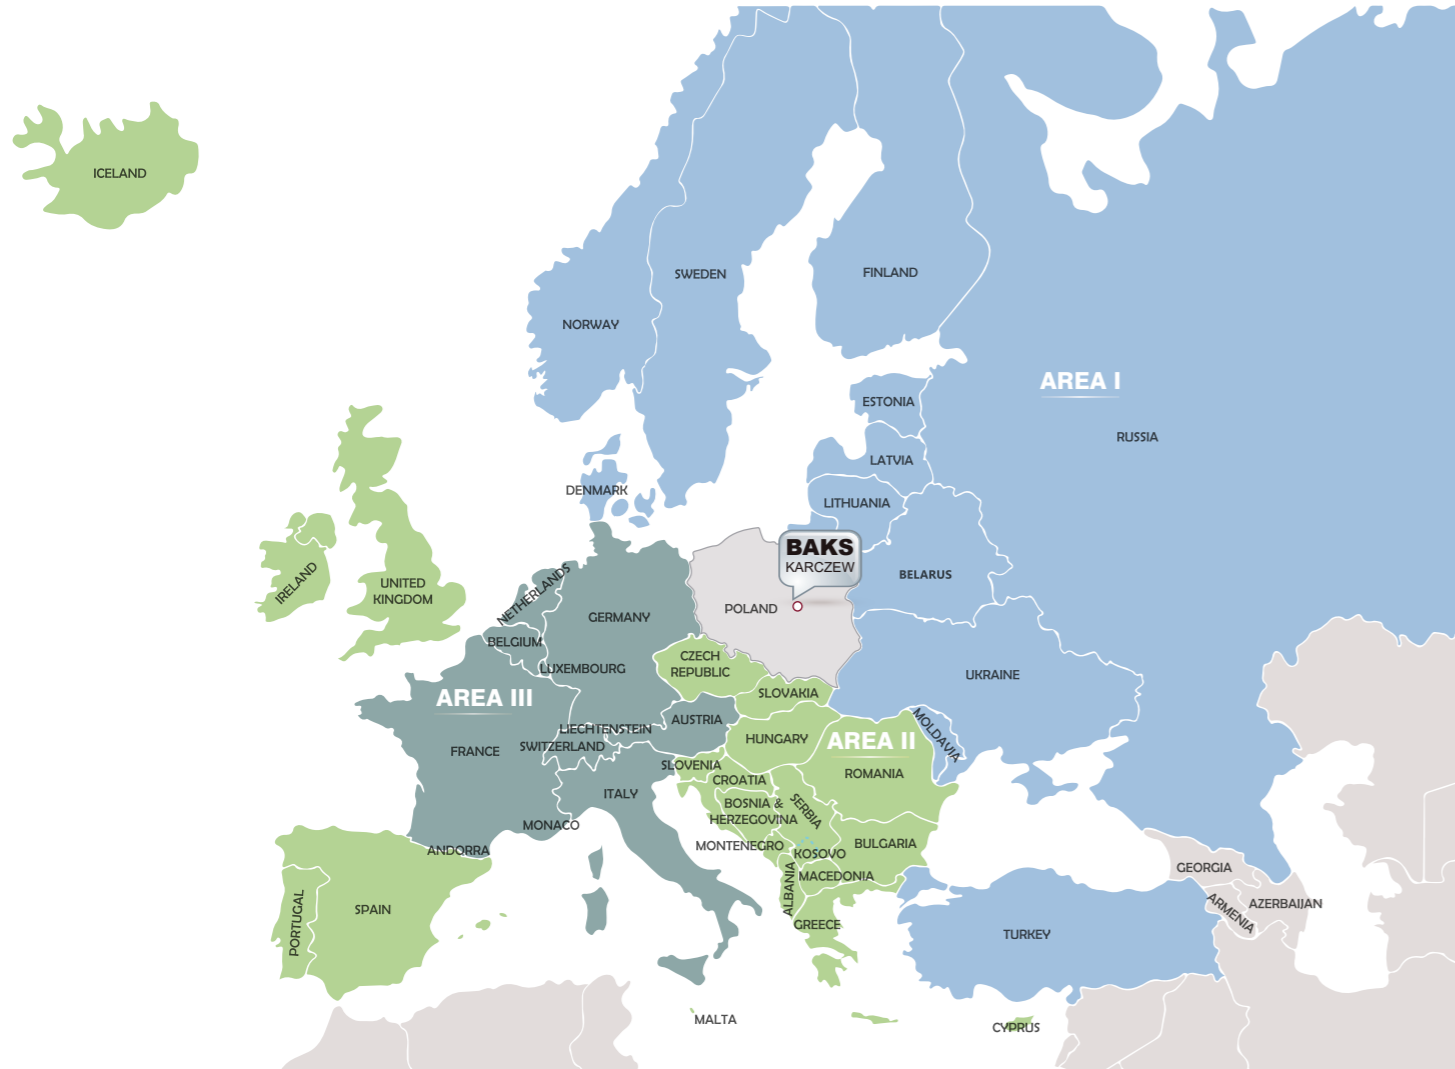 ICELAND
SWEDEN
FINLAND
NORWAY
AREA I
ESTONIA
RUSSIA
LATVIA
DENMARK
LITHUANIA
BAKS
KARCZEW
BELARUS
IRELAND
UNITED
KINGDOM
NETHERLANDS
POLAND
GERMANY
BELGIUM
CZECH
REPUBLIC
LUXEMBOURG
UKRAINE
SLOVAKIA
AREA III
AUSTRIA
LIECHTENSTEIN
MOLDAVIA
HUNGARY
AREA II
SWITZERLAND
FRANCE
SLOVENIA
ROMANIA
CROATIA
ITALY
BOSNIA &
HERZEGOVINA
SERBIA
MONACO
MONTENEGRO
BULGARIA
ANDORRA
KOSOVO
GEORGIA
MACEDONIA
ALBANIA
AZERBAIJAN
SPAIN
ARMENIA
PORTUGAL
GREECE
TURKEY
MALTA
CYPRUS